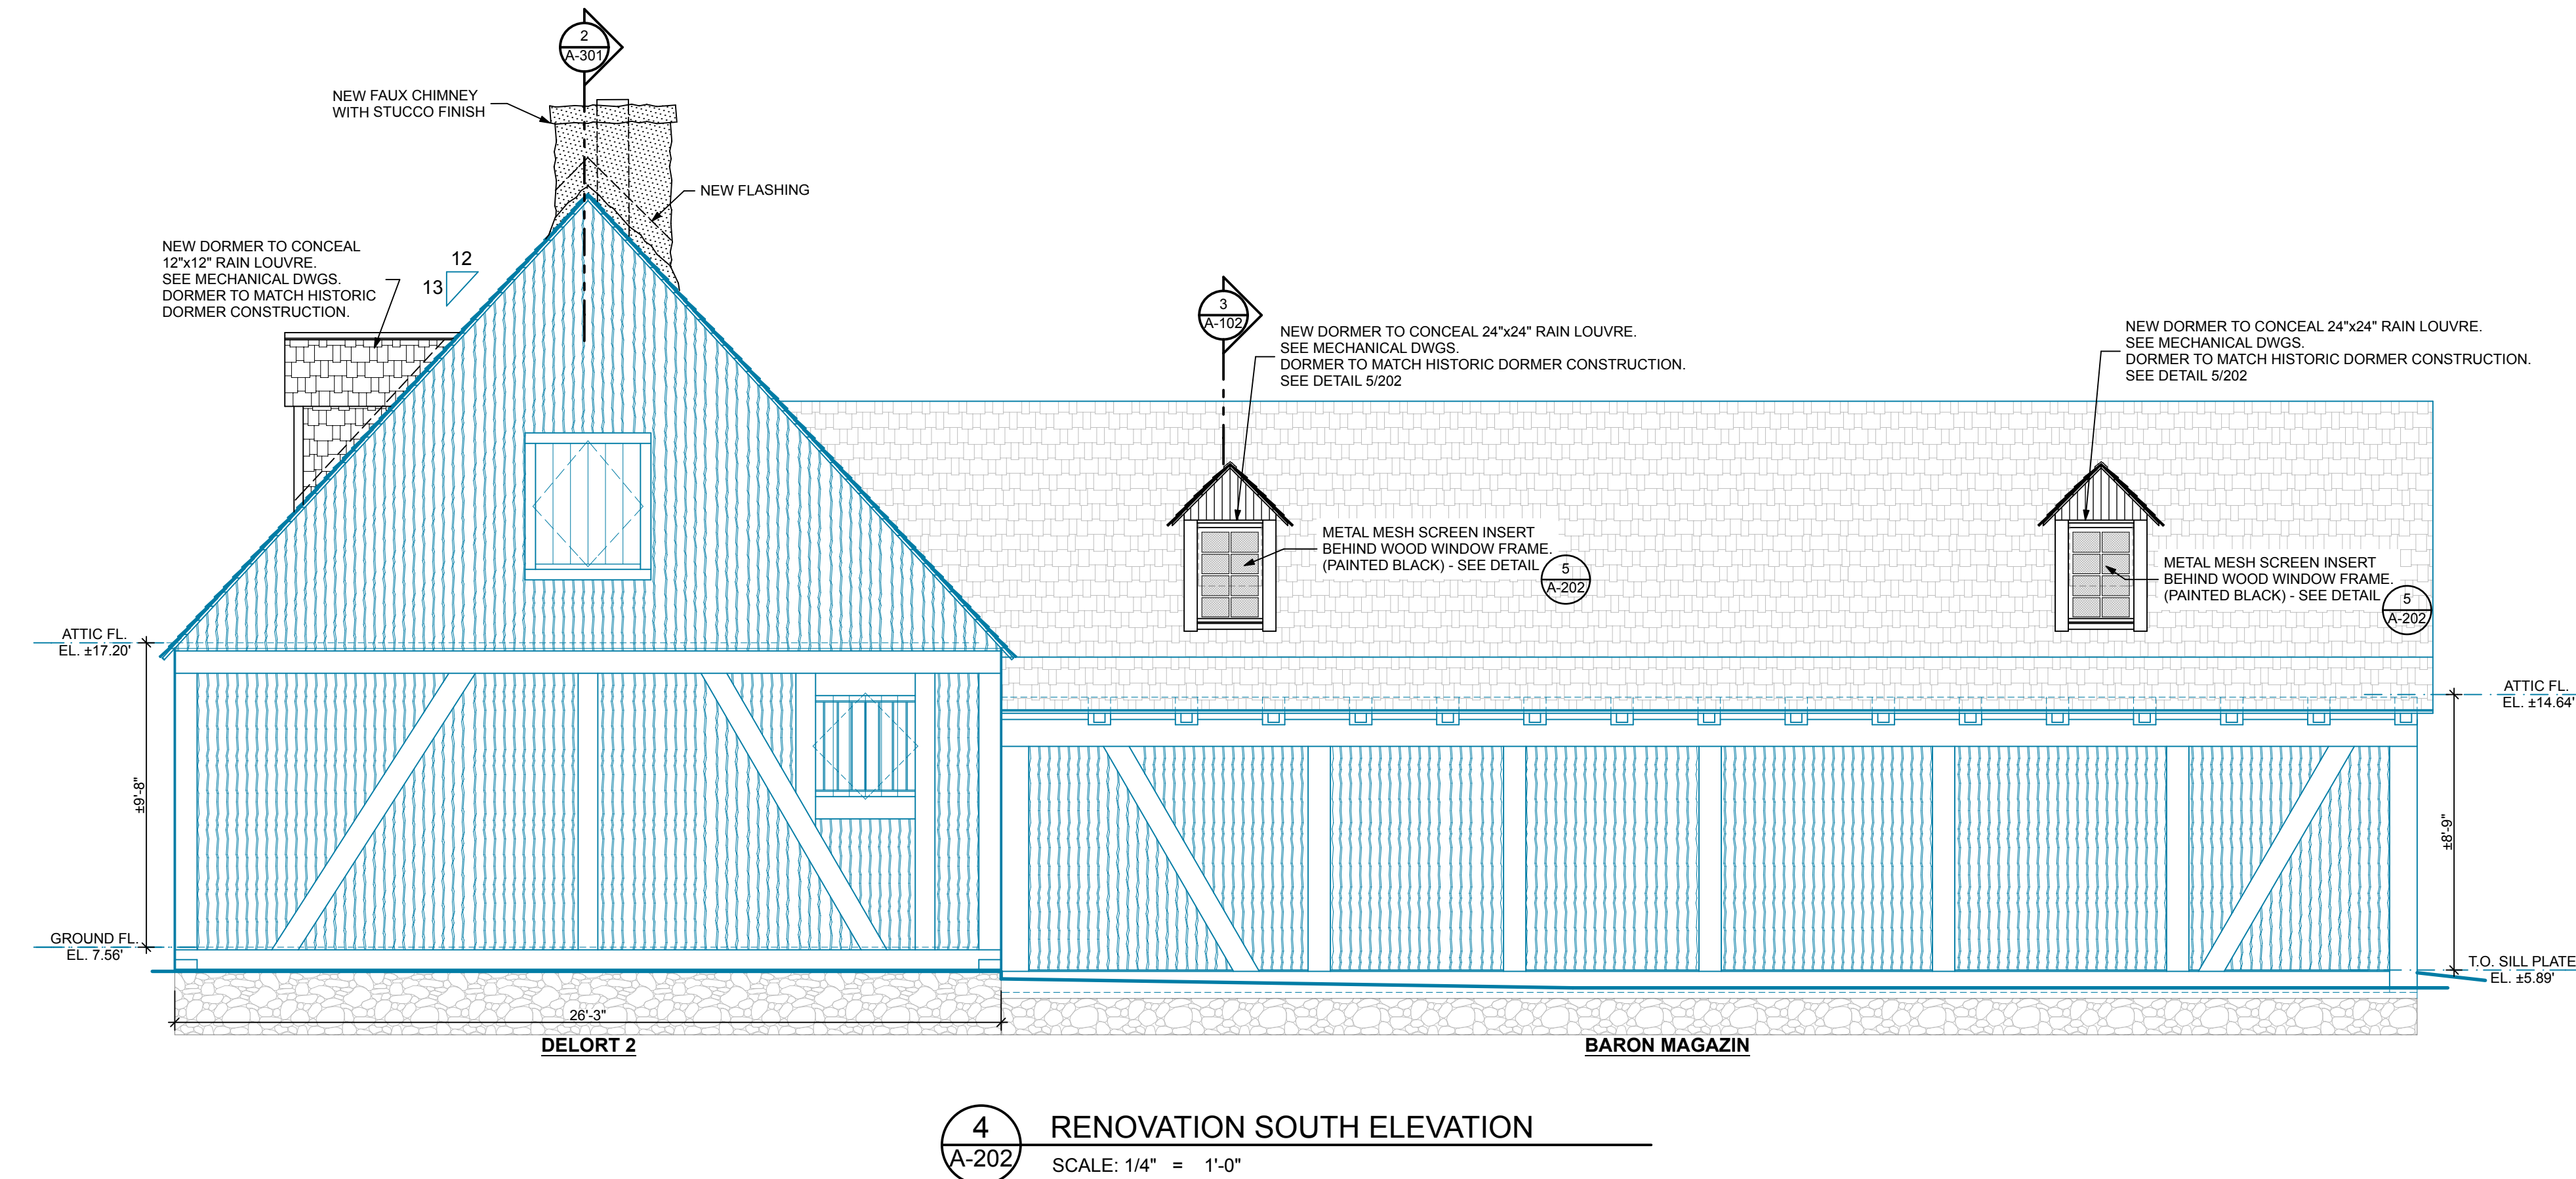 2
A-301
NEW FAUX CHIMNEY
WITH STUCCO FINISH
NEW FLASHING
NEW DORMER TO CONCEAL
12"x12" RAIN LOUVRE.
SEE MECHANICAL DWGS.
DORMER TO MATCH HISTORIC
DORMER CONSTRUCTION.
12
13
3
A-102
NEW DORMER TO CONCEAL 24"x24" RAIN LOUVRE.
SEE MECHANICAL DWGS.
DORMER TO MATCH HISTORIC DORMER CONSTRUCTION.
SEE DETAIL 5/202
NEW DORMER TO CONCEAL 24"x24" RAIN LOUVRE.
SEE MECHANICAL DWGS.
DORMER TO MATCH HISTORIC DORMER CONSTRUCTION.
SEE DETAIL 5/202
METAL MESH SCREEN INSERT
BEHIND WOOD WINDOW FRAME.
(PAINTED BLACK) - SEE DETAIL
5
A-202
METAL MESH SCREEN INSERT
BEHIND WOOD WINDOW FRAME.
(PAINTED BLACK) - SEE DETAIL
5
A-202
ATTIC FL.
EL. ±17.20'
ATTIC FL.
EL. ±14.64'
±9'-8"
±8'-9"
GROUND FL.
EL. 7.56'
T.O. SILL PLATE
EL. ±5.89'
26'-3"
DELORT 2
BARON MAGAZIN
4
A-202
RENOVATION SOUTH ELEVATION
SCALE: 1/4" = 1'-0"